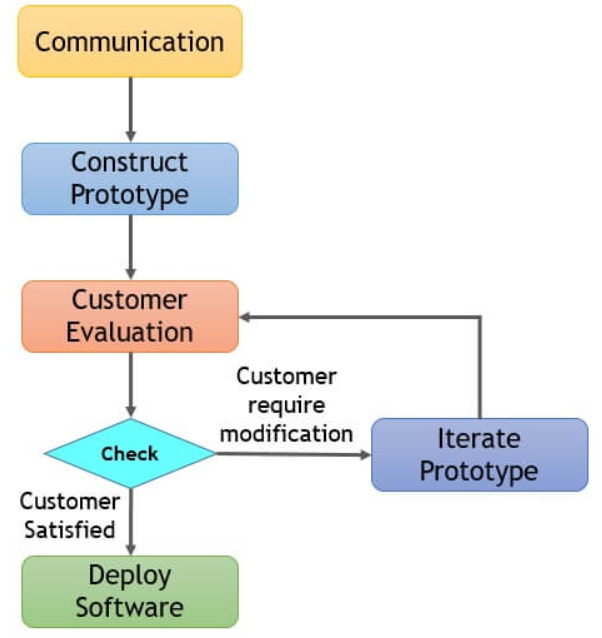 Communication
Construct
Prototype
Customer
Evaluation
Customer
require
modification
Check
Iterate
Prototype
Customer
Satisfied
Deploy
Software